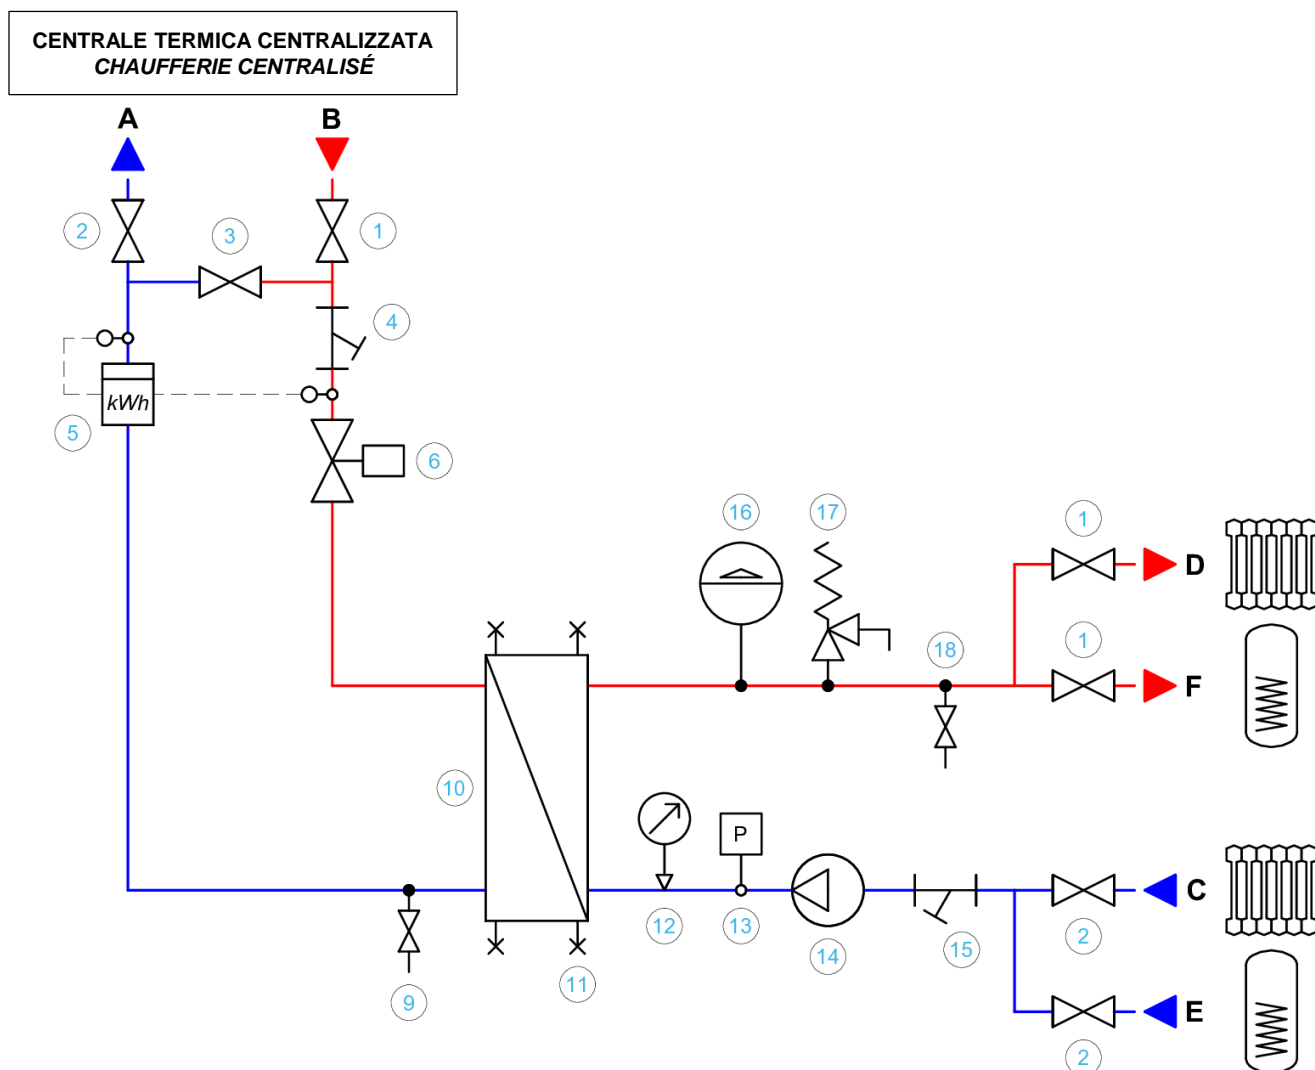 CENTRALE TERMICA CENTRALIZZATA
CHAUFFERIE CENTRALISÉ
A B
2 3 1
4
kWh
5 6
16 17 1
D
18 1
F
10
P
C
12 13 14 15 2
11
9
E
2